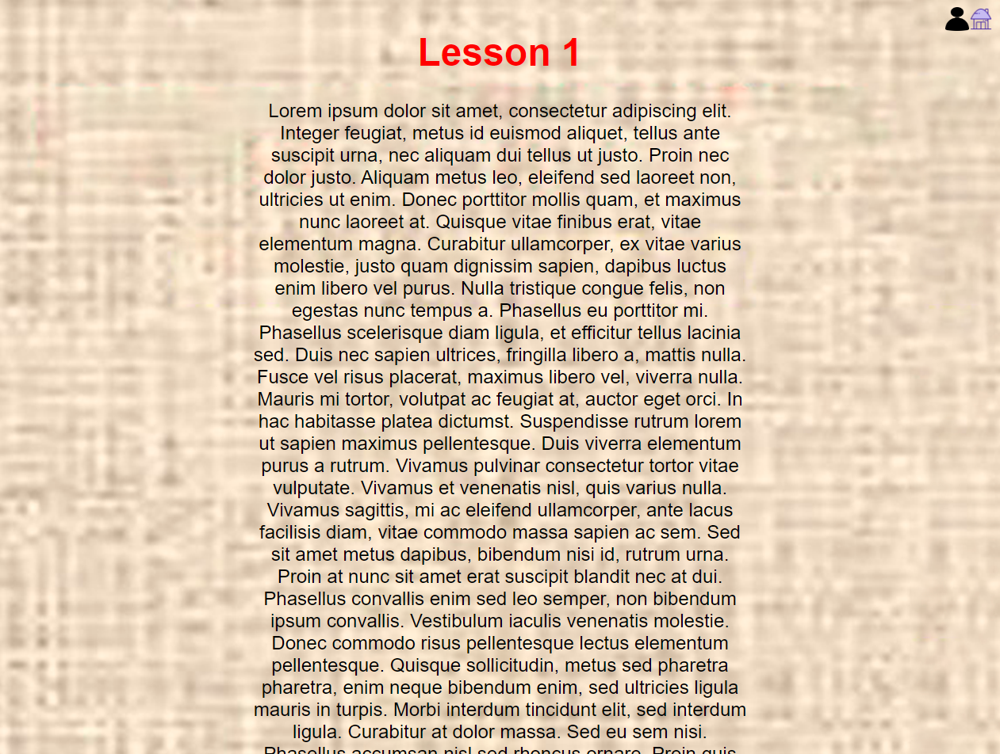 Lesson 1
Lorem ipsum dolor sit amet, consectetur adipiscing elit.
Integer feugiat, metus id euismod aliquet, tellus ante
suscipit urna, nec aliquam dui tellus ut justo. Proin nec
dolor justo. Aliquam metus leo, eleifend sed laoreet non,
ultricies ut enim. Donec porttitor mollis quam, et maximus
nunc laoreet at. Quisque vitae finibus erat, vitae
elementum magna. Curabitur ullamcorper, ex vitae varius
molestie, justo quam dignissim sapien, dapibus luctus
enim libero vel purus. Nulla tristique congue felis, non
egestas nunc tempus a. Phasellus eu porttitor mi.
Phasellus scelerisque diam ligula, et efficitur tellus lacinia
sed. Duis nec sapien ultrices, fringilla libero a, mattis nulla.
Fusce vel risus placerat, maximus libero vel, viverra nulla.
Mauris mi tortor, volutpat ac feugiat at, auctor eget orci. In
hac habitasse platea dictumst. Suspendisse rutrum lorem
ut sapien maximus pellentesque. Duis viverra elementum
purus a rutrum. Vivamus pulvinar consectetur tortor vitae
vulputate. Vivamus et venenatis nisl, quis varius nulla.
Vivamus sagittis, mi ac eleifend ullamcorper, ante lacus
facilisis diam, vitae commodo massa sapien ac sem. Sed
sit amet metus dapibus, bibendum nisi id, rutrum urna.
Proin at nunc sit amet erat suscipit blandit nec at dui.
Phasellus convallis enim sed leo semper, non bibendum
ipsum convallis. Vestibulum iaculis venenatis molestie.
Donec commodo risus pellentesque lectus elementum
pellentesque. Quisque sollicitudin, metus sed pharetra
pharetra, enim neque bibendum enim, sed ultricies ligula
mauris in turpis. Morbi interdum tincidunt elit, sed interdum
ligula. Curabitur at dolor massa. Sed eu sem nisi.
Phasellus accumsan nisl sed rhoncus ornare. Proin quis